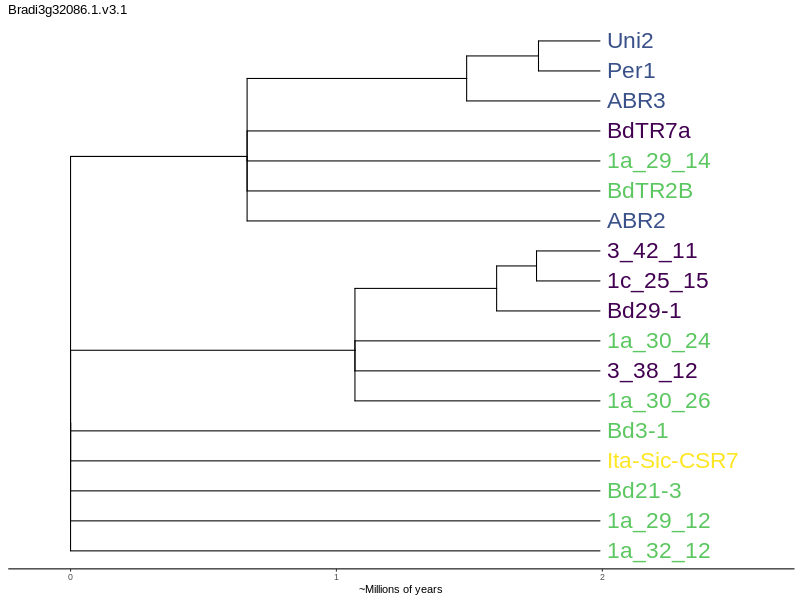 Bradi3g32086.1.v3.1
Uni2
Per1
ABR3
BdTR7a
1a_29_14
BdTR2B
ABR2
3_42_11
1c_25_15
Bd29-1
1a_30_24
3_38_12
1a_30_26
Bd3-1
Ita-Sic-CSR7
Bd21-3
1a_29_12
1a_32_12
0 1 2
~Millions of years